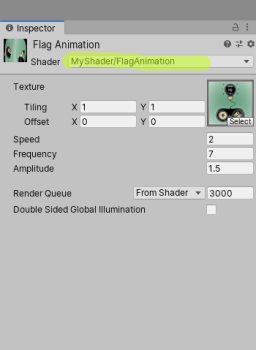 Inspector
Flag Animation
Shader MyShader/FlagAnimation
Texture
Tiling X 1 Y 1
Offset X 0 Y 0
Select
Speed 2
Frequency 7
Amplitude 1.5
Render Queue From Shader 3000
Double Sided Global Illumination